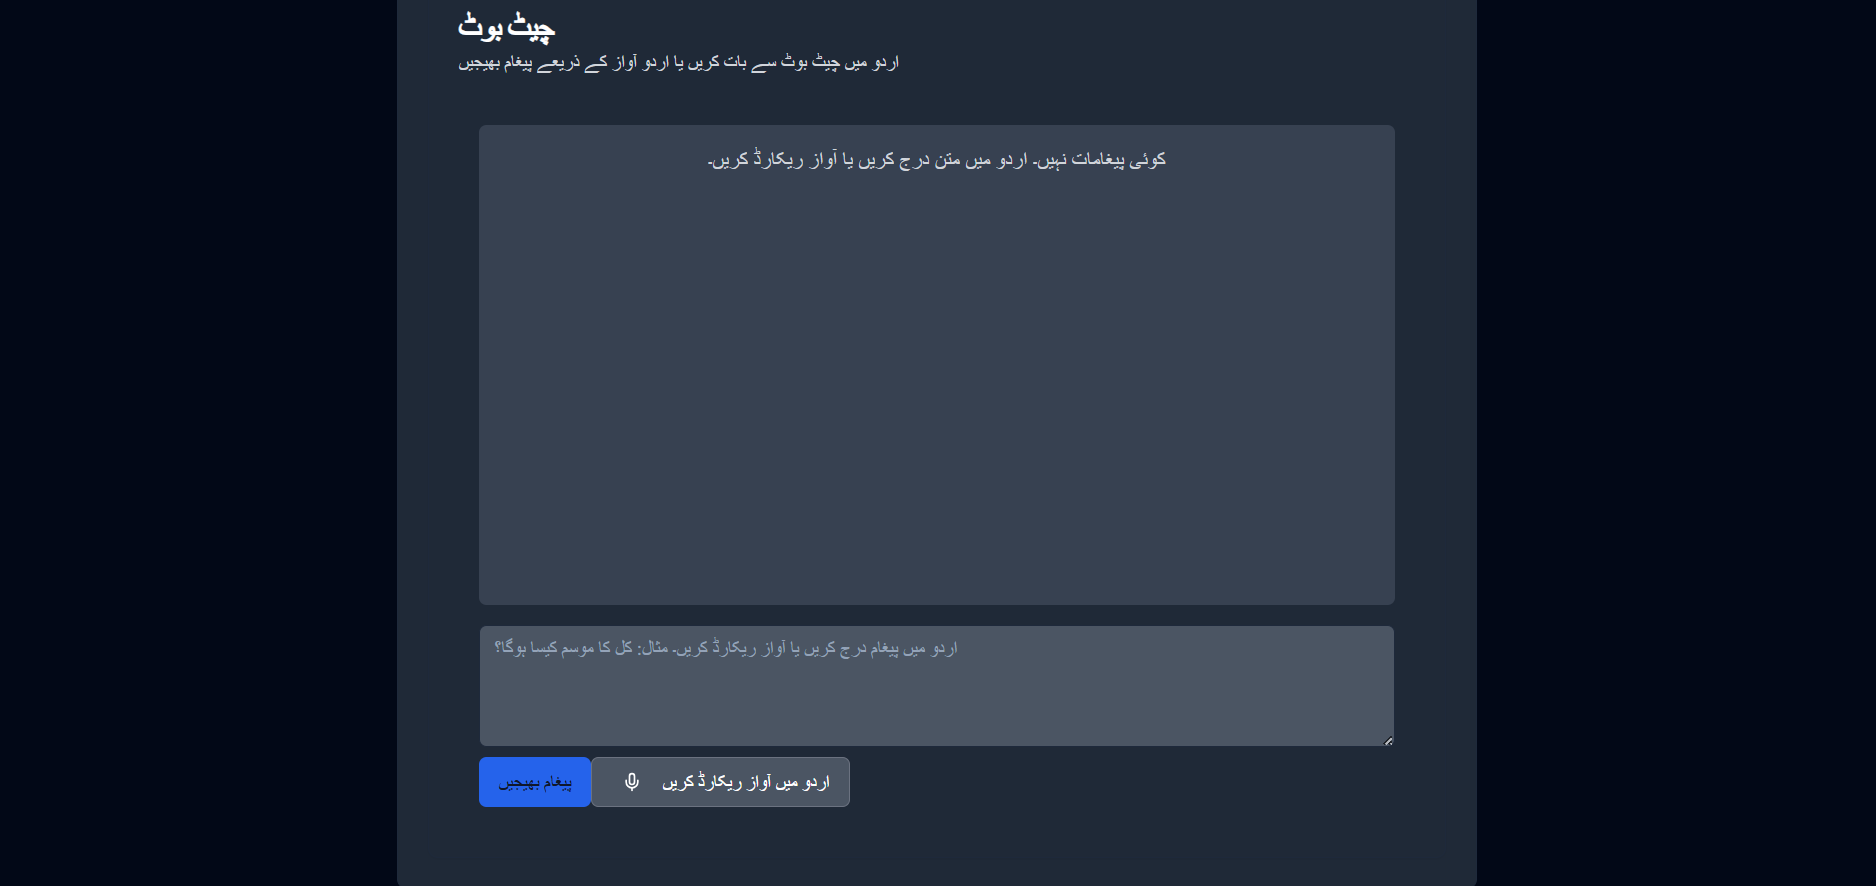 چیٹ بوٹ
اردو میں چیٹ بوٹ سے بات کریں یا اردو آواز کے ذریعے پیغام بھیجیں
کوئی پیغامات نہیں۔ اردو میں متن درج کریں یا آواز ریکارڈ کریں۔
اردو میں پیغام درج کریں یا آواز ریکارڈ کریں۔ مثال: کل کا موسم کیسا ہوگا؟
اردو میں آواز ریکارڈ کریں
پیغام بھیجیں